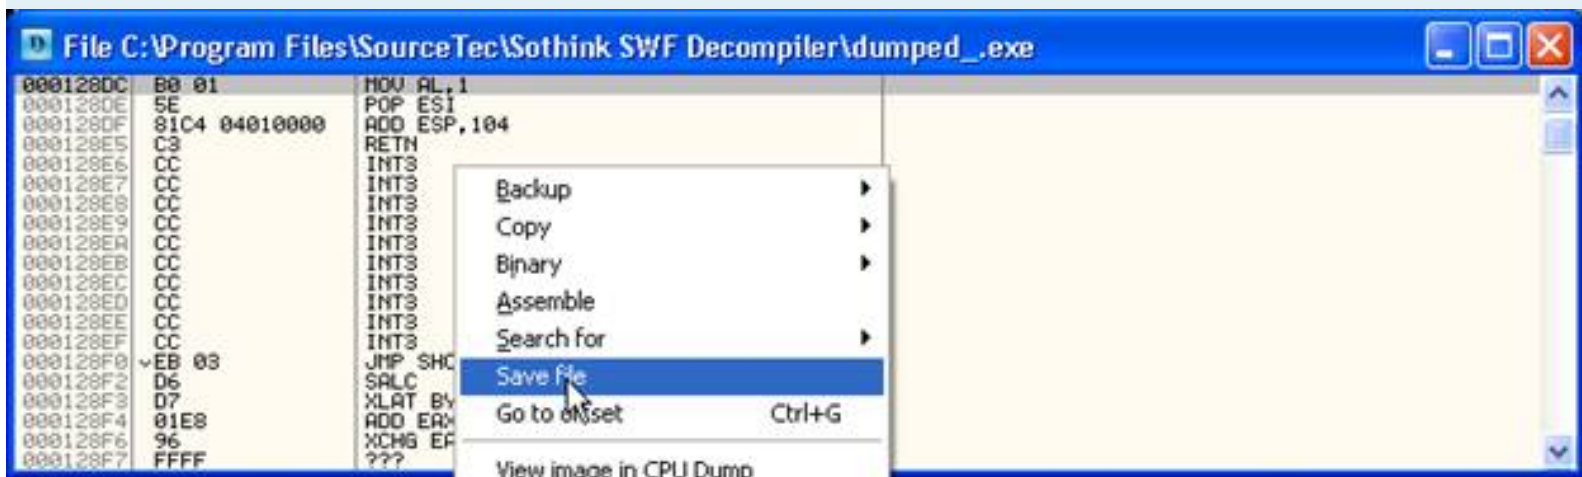 File C:\Program Files\SourceTec\Sothink SWF Decompiler\dumped_.exe
000128DC B0 01 MOV AL,1
000128DE 5E POP ESI
000128DF 81C4 04010000 ADD ESP,104
000128E5 C3 RETN
000128E6 CC INT3
000128E7 CC INT3
000128E8 CC INT3
000128E9 CC INT3
000128EA CC INT3
000128EB CC INT3
000128EC CC INT3
000128ED CC INT3
000128EE CC INT3
000128EF CC INT3
000128F0 EB 03 JMP SHO
000128F2 D6 SALC
000128F3 D7 XLAT BY
000128F4 01E8 ADD EAX
000128F6 96 XCHG EA
000128F7 FFFF ???
Backup
Copy
Binary
Assemble
Search for
Save file
Go to offset Ctrl+G
View image in CPU Dump